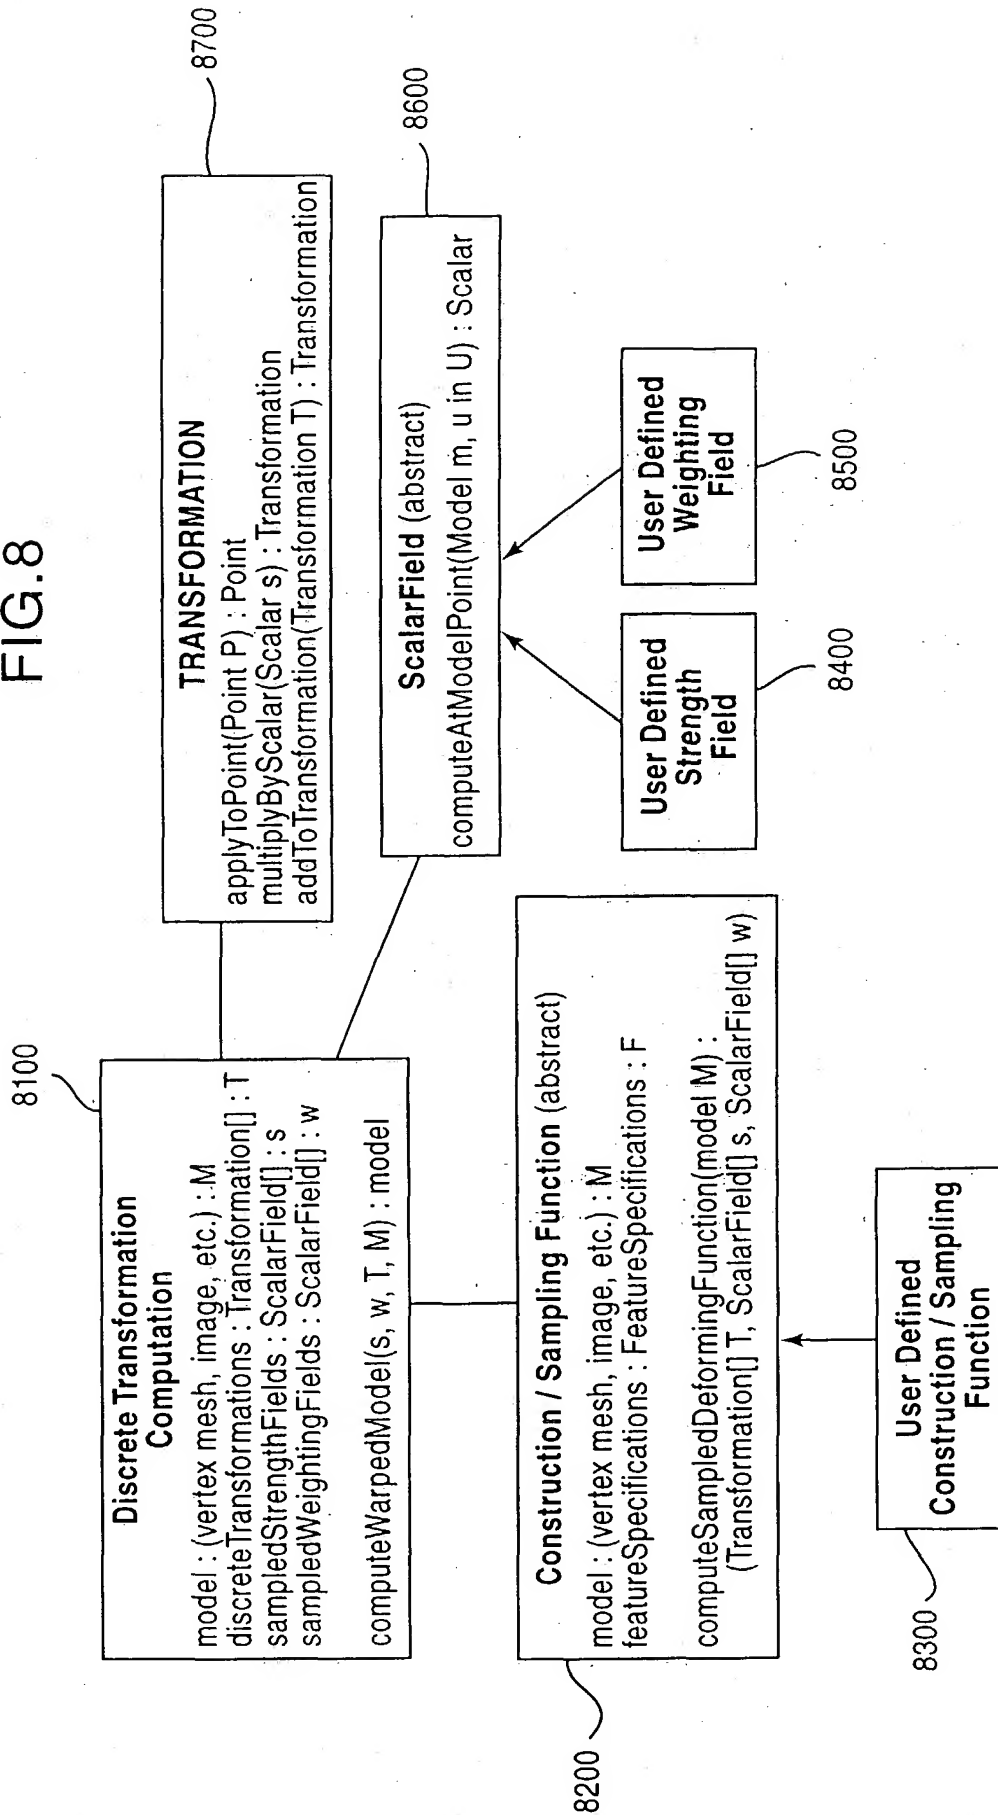 FIG.8
8100
Discrete Transformation
Computation
model : (vertex mesh, image, etc.) : M
discreteTransformations : Transformation[] : T
sampledStrengthFields : ScalarField[] : s
sampledWeightingFields : ScalarField[] : w
computeWarpedModel(s, w, T, M) : model
8700
TRANSFORMATION
applyToPoint(Point P) : Point
multiplyByScalar(Scalar s) : Transformation
addToTransformation(Transformation T) : Transformation
8600
ScalarField (abstract)
computeAtModelPoint(Model m, u in U) : Scalar
8200
Construction / Sampling Function (abstract)
model : (vertex mesh, image, etc.) : M
featureSpecifications : FeatureSpecifications : F
computeSampledDeformingFunction(model M) :
(Transformation[] T, ScalarField[] s, ScalarField[] w)
User Defined
Strength
Field
8400
User Defined
Weighting
Field
8500
8300
User Defined
Construction / Sampling
Function